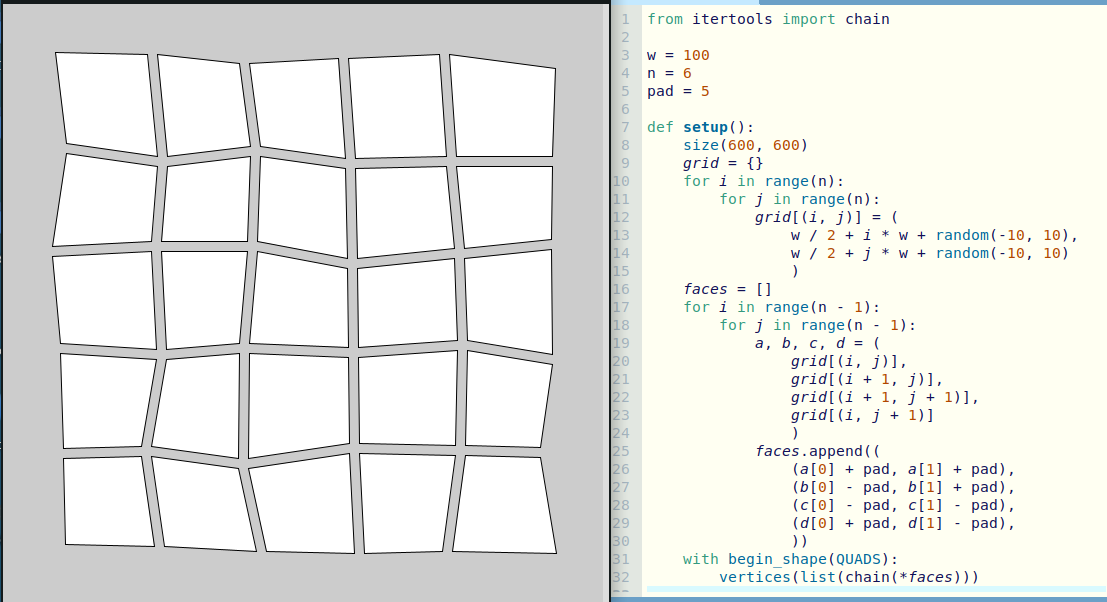 1 from itertools import chain
2
3 w = 100
4 n = 6
5 pad = 5
6
7 def setup():
8     size(600, 600)
9     grid = {}
10     for i in range(n):
11         for j in range(n):
12             grid[(i, j)] = (
13                 w / 2 + i * w + random(-10, 10),
14                 w / 2 + j * w + random(-10, 10)
15                 )
16     faces = []
17     for i in range(n - 1):
18         for j in range(n - 1):
19             a, b, c, d = (
20                 grid[(i, j)],
21                 grid[(i + 1, j)],
22                 grid[(i + 1, j + 1)],
23                 grid[(i, j + 1)]
24                 )
25             faces.append((
26                 (a[0] + pad, a[1] + pad),
27                 (b[0] - pad, b[1] + pad),
28                 (c[0] - pad, c[1] - pad),
29                 (d[0] + pad, d[1] - pad),
30                 ))
31     with begin_shape(QUADS):
32         vertices(list(chain(*faces)))